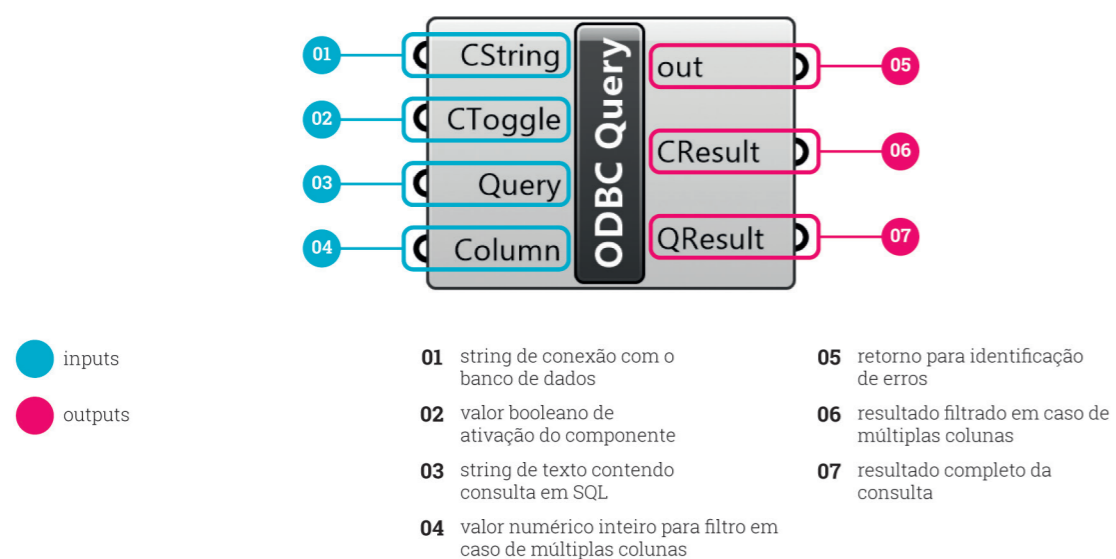 01
CString
02
CToggle
03
Query
04
Column
ODBC Query
out
05
CResult
06
QResult
07
inputs
outputs
01 string de conexão com o
banco de dados
02 valor booleano de
ativação do componente
03 string de texto contendo
consulta em SQL
04 valor numérico inteiro para filtro em
caso de múltiplas colunas
05 retorno para identificação
de erros
06 resultado filtrado em caso de
múltiplas colunas
07 resultado completo da
consulta